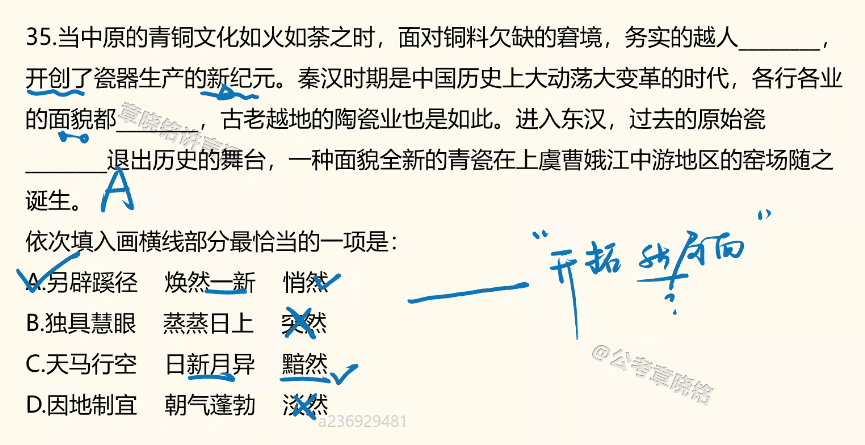 35.当中原的青铜文化如火如荼之时，面对铜料欠缺的窘境，务实的越人________，
开创了瓷器生产的新纪元。秦汉时期是中国历史上大动荡大变革的时代，各行各业
的面貌都________，古老越地的陶瓷业也是如此。进入东汉，过去的原始瓷
________退出历史的舞台，一种面貌全新的青瓷在上虞曹娥江中游地区的窑场随之
诞生。 A
依次填入画横线部分最恰当的一项是：
“开拓 方向”
?
A.另辟蹊径 焕然一新 悄然
B.独具慧眼 蒸蒸日上 突然
C.天马行空 日新月异 黯然
D.因地制宜 朝气蓬勃 淡然
@公考章晓铭
a236929481